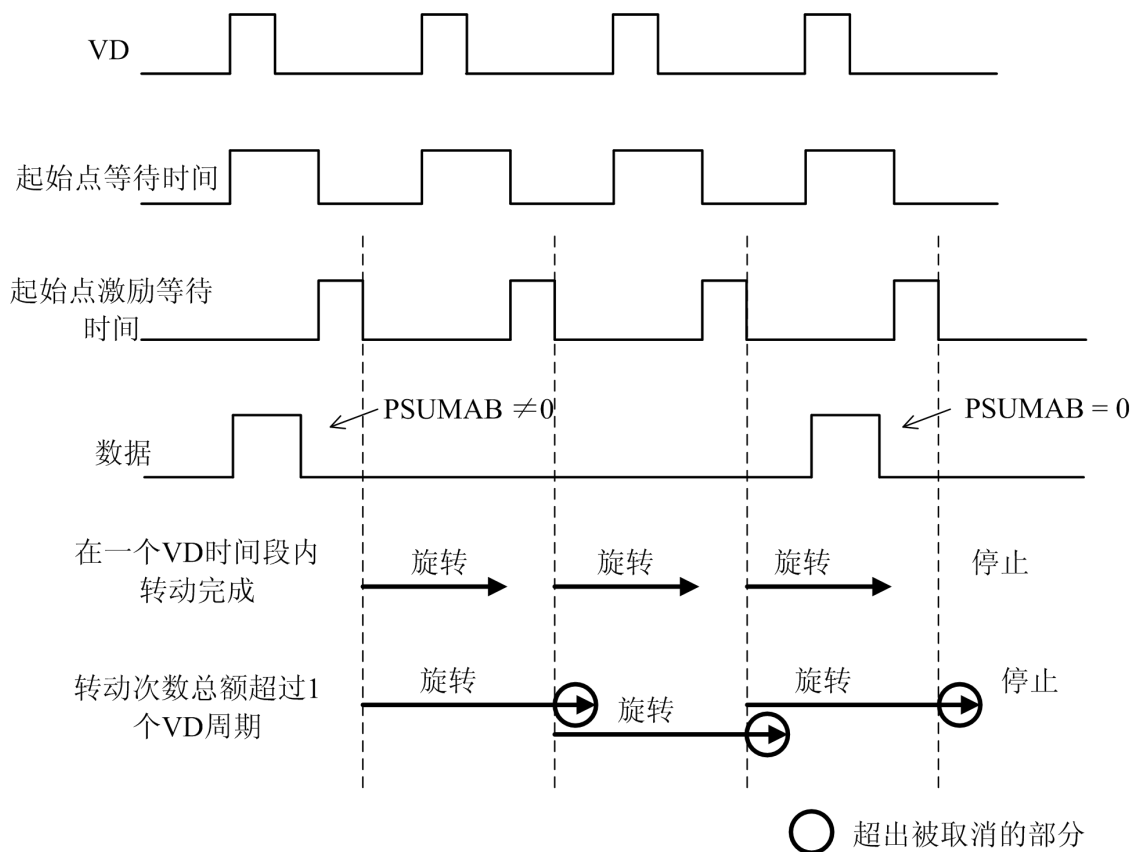 VD
起始点等待时间
起始点激励等待
时间
PSUMAB ≠0
PSUMAB = 0
数据
在一个VD时间段内
转动完成
旋转
旋转
旋转
停止
转动次数总额超过1
个VD周期
旋转
旋转
旋转
停止
超出被取消的部分